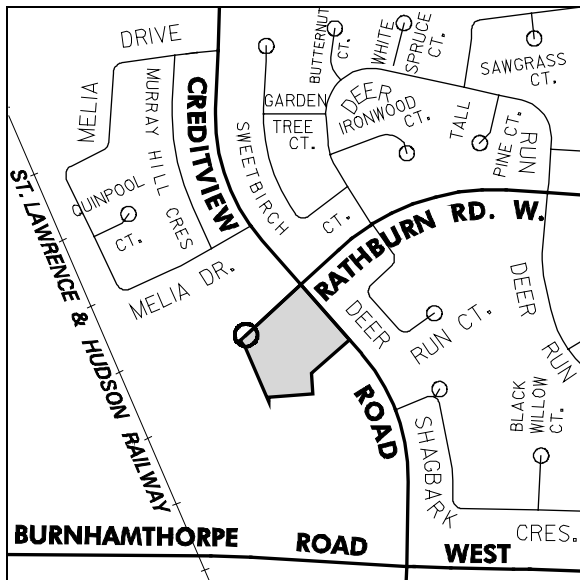 DRIVE
BUTTERNUT
CT.
WHITE
SPRUCE
CT.
SAWGRASS
CT.
MELIA
MURRAY HILL CRES
CREDITVIEW
GARDEN
TREE
CT.
DEER
RUN
IRONWOOD
CT.
TALL
PINE CT.
SWEETBIRCH
CT.
QUINPOOL
CT.
ST. LAWRENCE & HUDSON RAILWAY
RATHBURN RD. W.
MELIA DR.
DEER
RUN CT.
DEER
RUN
ROAD
BLACK
WILLOW
CT.
SHAGBARK
CRES.
BURNHAMTHORPE ROAD WEST